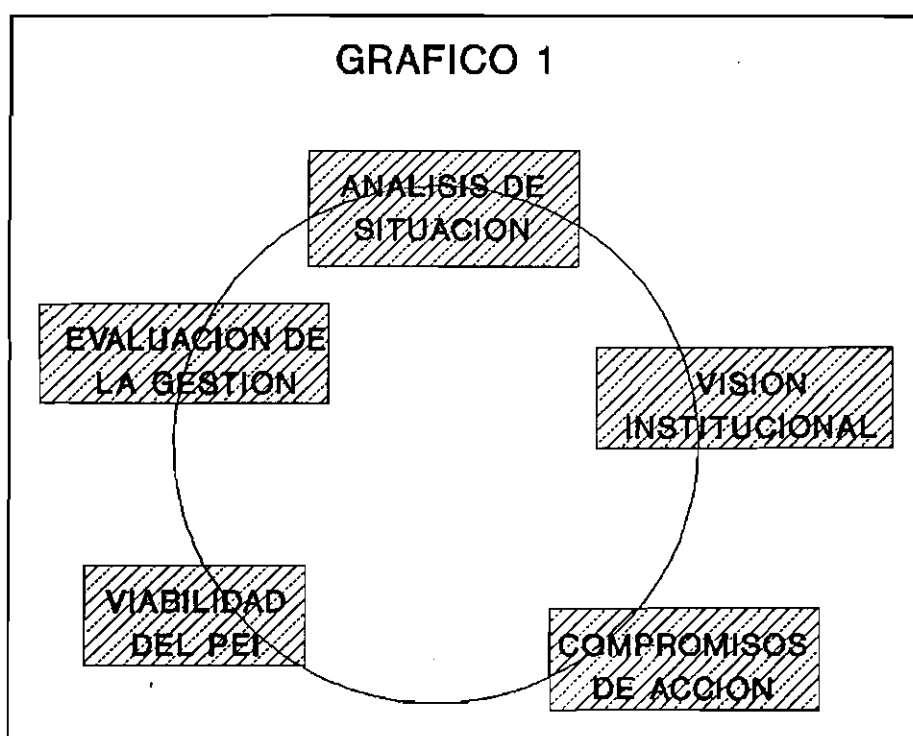 GRAFICO 1
ANALISIS DE
SITUACION
EVALUACION DE
LA GESTION
VISION
INSTITUCIONAL
VIABILIDAD
DEL PEI
COMPROMISOS
DE ACCION